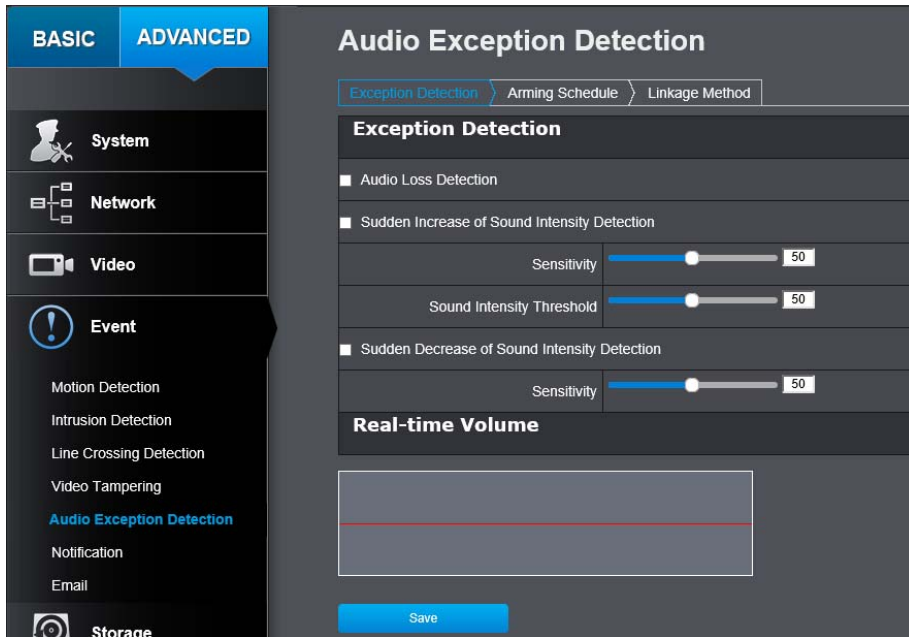 BASIC
ADVANCED
System
Network
Video
Event
Motion Detection
Intrusion Detection
Line Crossing Detection
Video Tampering
Audio Exception Detection
Notification
Email
Storage
Audio Exception Detection
Exception Detection
Arming Schedule
Linkage Method
Exception Detection
Audio Loss Detection
Sudden Increase of Sound Intensity Detection
Sensitivity 50
Sound Intensity Threshold 50
Sudden Decrease of Sound Intensity Detection
Sensitivity 50
Real-time Volume
Save